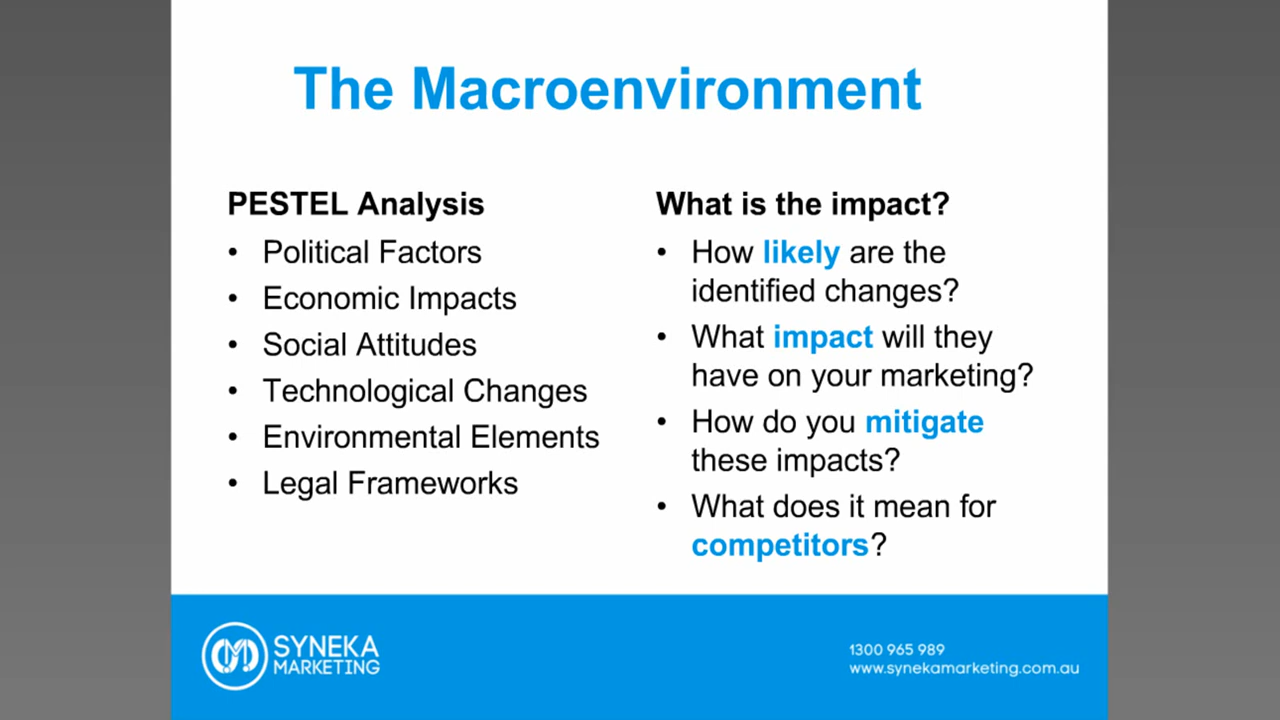 The Macroenvironment
PESTEL Analysis
• Political Factors
• Economic Impacts
• Social Attitudes
• Technological Changes
• Environmental Elements
• Legal Frameworks
What is the impact?
• How likely are the
identified changes?
• What impact will they
have on your marketing?
• How do you mitigate
these impacts?
• What does it mean for
competitors?
SYNEKA
MARKETING
1300 965 989
www.synekamarketing.com.au